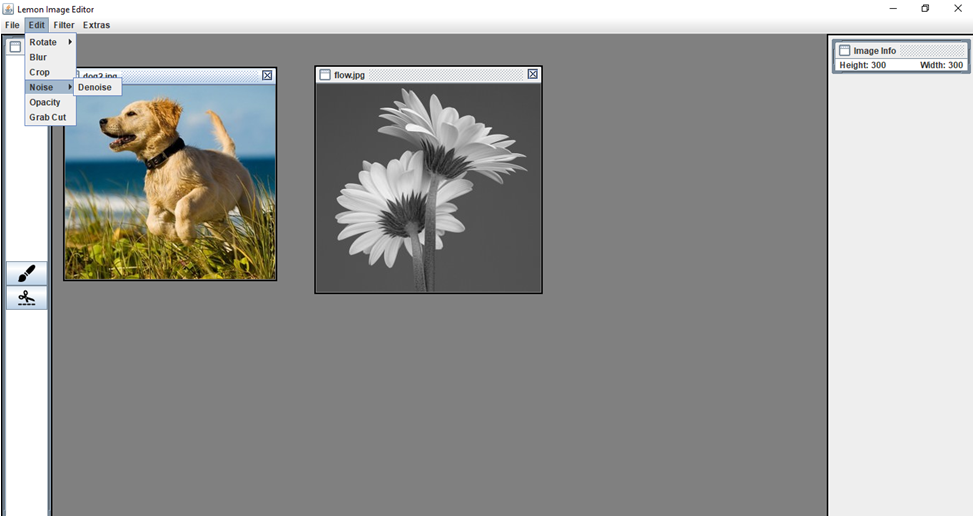 Lemon Image Editor
File Edit Filter Extras
Rotate
Blur
Crop
Noise
Denoise
Opacity
Grab Cut
dog2.jpg
flow.jpg
Image Info
Height: 300 Width: 300